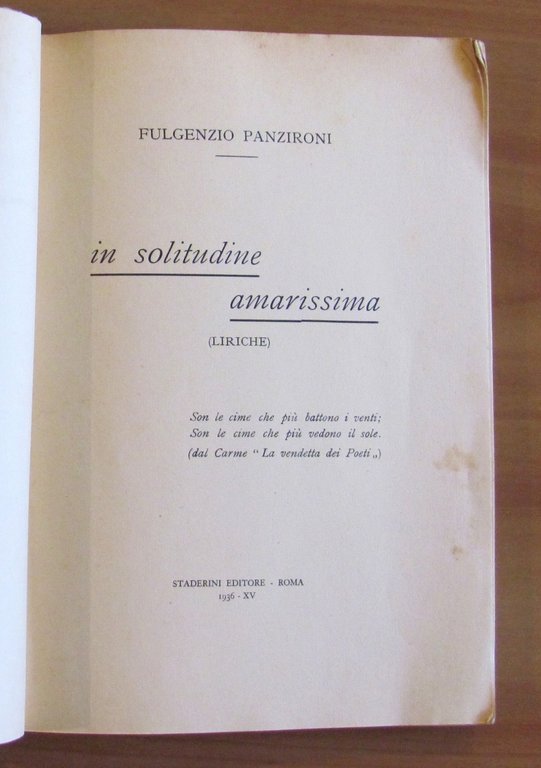 FULGENZIO PANZIRONI
in solitudine
amarissima
(LIRICHE)
Son le cime che più battono i venti;
Son le cime che più vedono il sole.
(dal Carme “ La vendetta dei Poeti „)
STADERINI EDITORE - ROMA
1936 - XV